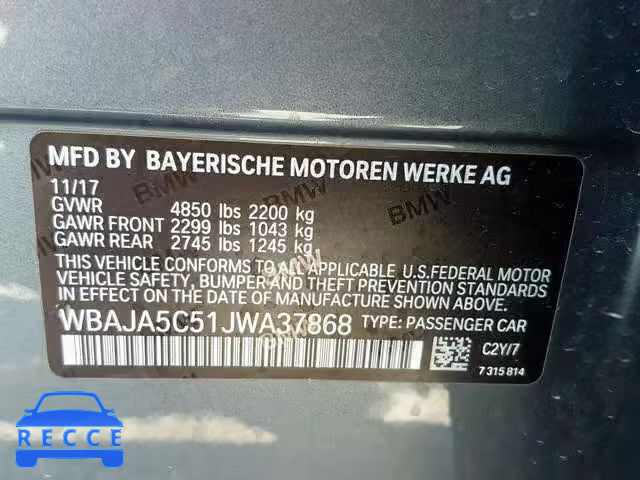 MFD BY BAYERISCHE MOTOREN WERKE AG
11/17
GVWR 4850 lbs 2200 kg
GAWR FRONT 2299 lbs 1043 kg
GAWR REAR 2745 lbs 1245 kg
THIS VEHICLE CONFORMS TO ALL APPLICABLE U.S.FEDERAL MOTOR
VEHICLE SAFETY, BUMPER AND THEFT PREVENTION STANDARDS
IN EFFECT ON THE DATE OF MANUFACTURE SHOWN ABOVE.
WBAJA5C51JWA37868 TYPE: PASSENGER CAR
C2Y/7
7 315 814
RECCE